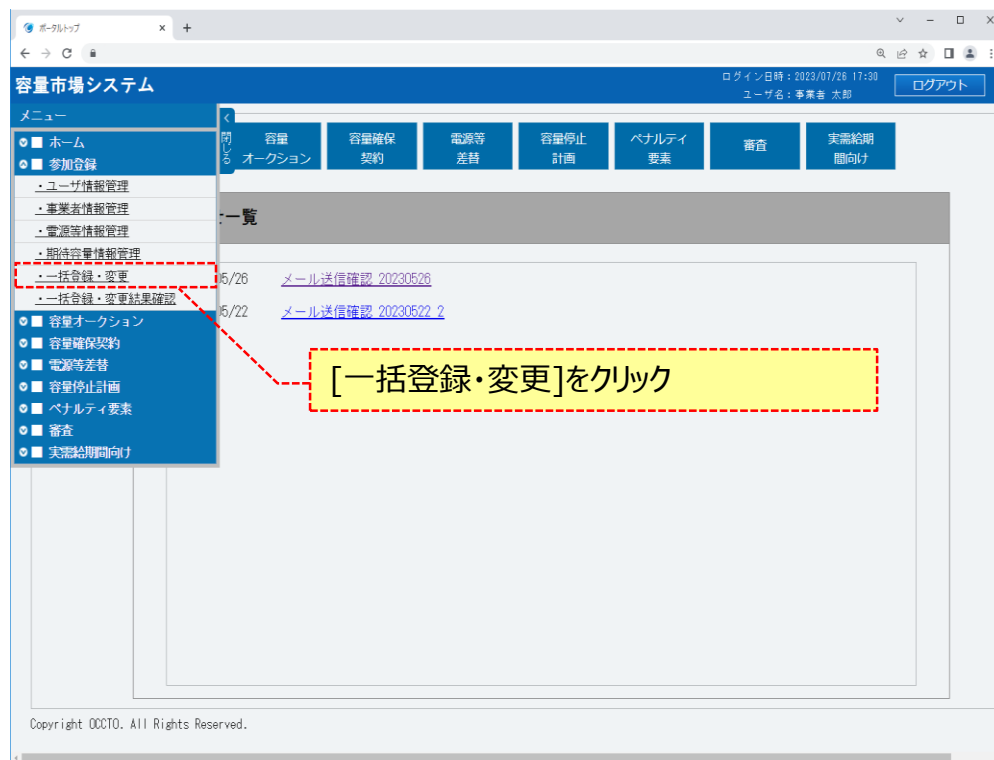 ポータルトップ
容量市場システム
ログイン日時：2023/07/26 17:30
ユーザ名：事業者 太郎
ログアウト
メニュー
閉じる
ホーム
参加登録
・ユーザ情報管理
・事業者情報管理
・電源等情報管理
・期待容量情報管理
・一括登録・変更
・一括登録・変更結果確認
容量オークション
容量確保契約
電源等差替
容量停止計画
ペナルティ要素
審査
実需給期間向け
容量
オークション
容量確保
契約
電源等
差替
容量停止
計画
ペナルティ
要素
審査
実需給期
間向け
一覧
05/26 メール送信確認 20230526
05/22 メール送信確認 20230522 2
[一括登録・変更]をクリック
Copyright OCCTO. All Rights Reserved.